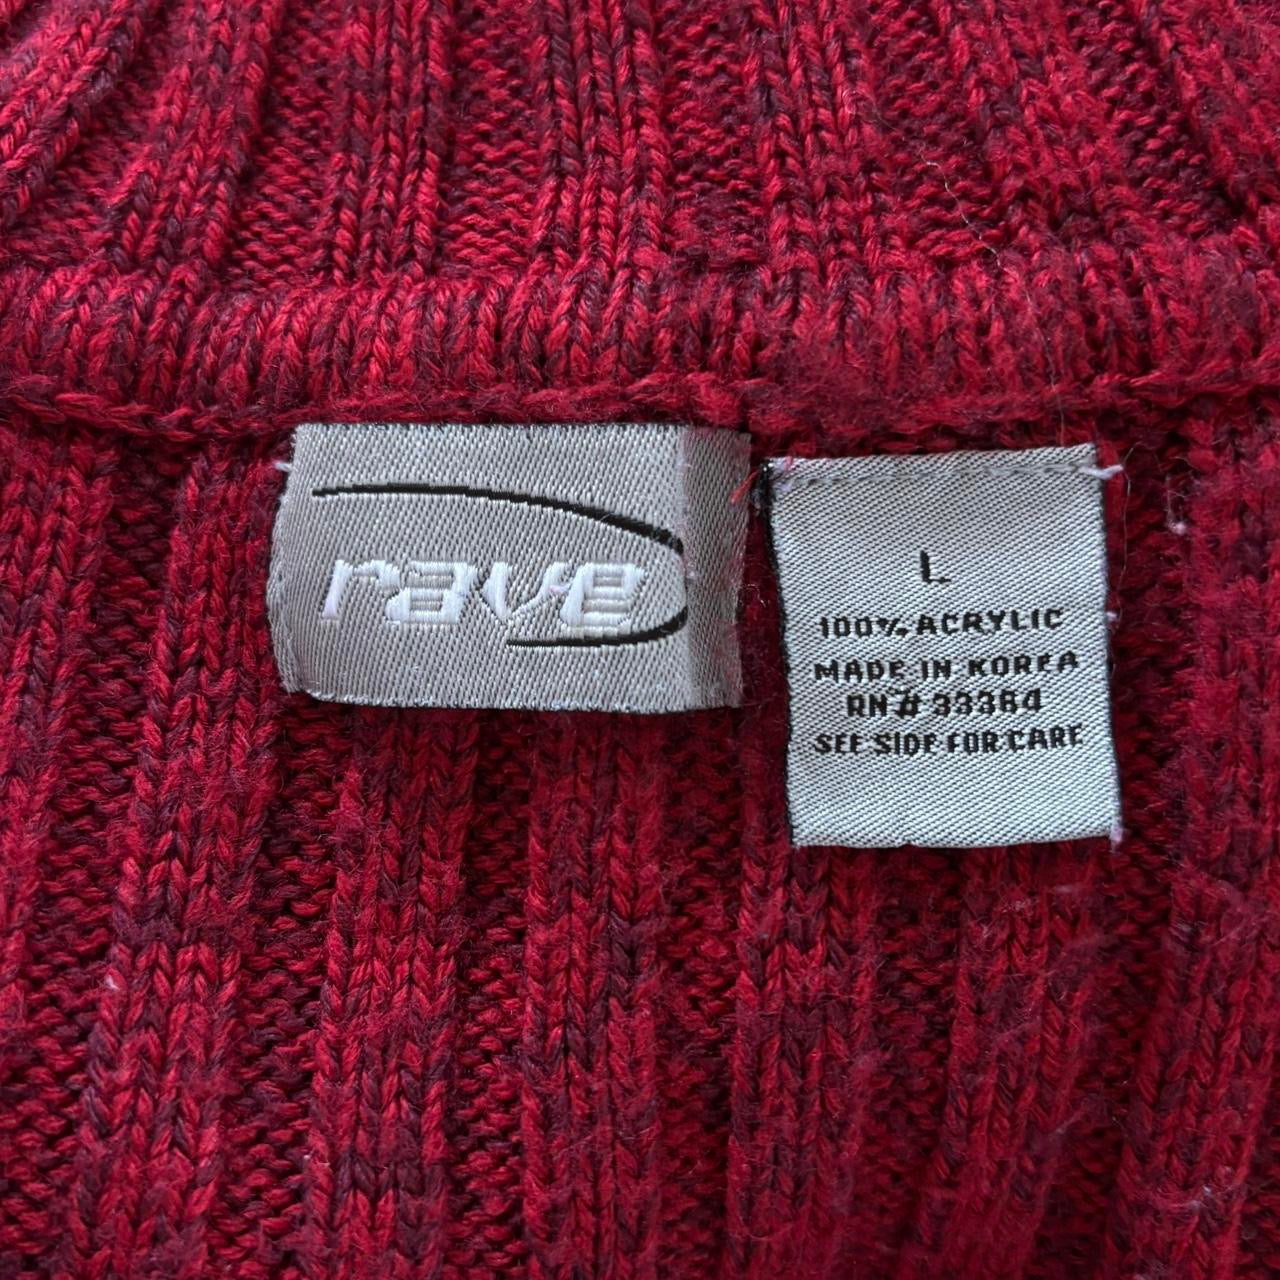 rave
L
100% ACRYLIC
MADE IN KOREA
RN # 33364
SEE SIDE FOR CARE